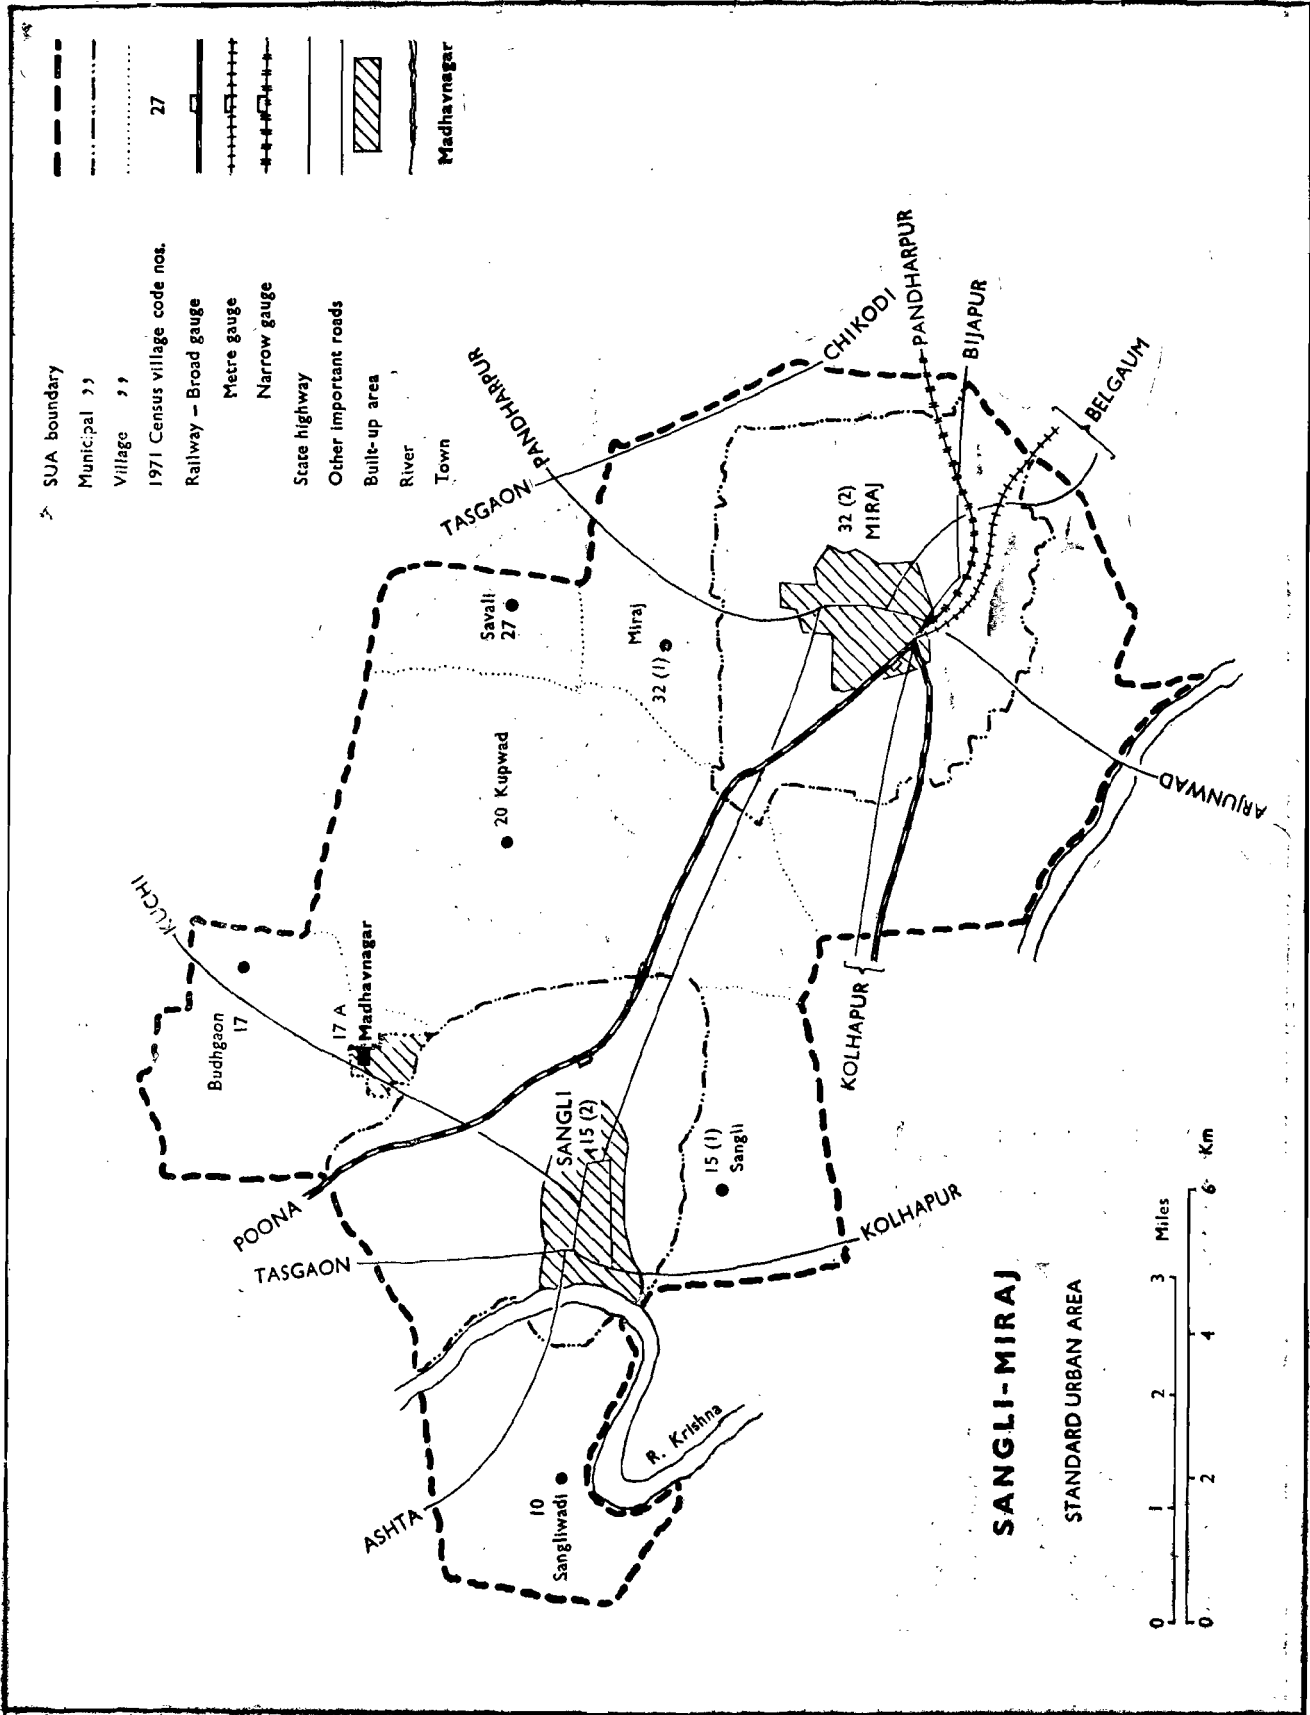 SUA boundary
Municipal ,,
Village ,,
1971 Census village code nos. 27
Railway – Broad gauge
Metre gauge
Narrow gauge
State highway
Other important roads
Built-up area
River
Town Madhavnagar
KUCHI
Budhgaon
17
17 A
Madhavnagar
POONA
TASGAON
ASHTA
10
Sangliwadi
R. Krishna
SANGLI
15 (2)
15 (1)
Sangli
KOLHAPUR
KOLHAPUR
20 Kupwad
Savali
27
Miraj
32 (1)
32 (2)
MIRAJ
TASGAON
PANDHARPUR
CHIKODI
PANDHARPUR
BIJAPUR
BELGAUM
ARJUNWAD
SANGLI-MIRAJ
STANDARD URBAN AREA
0 1 2 3 Miles
0 2 4 6 Km